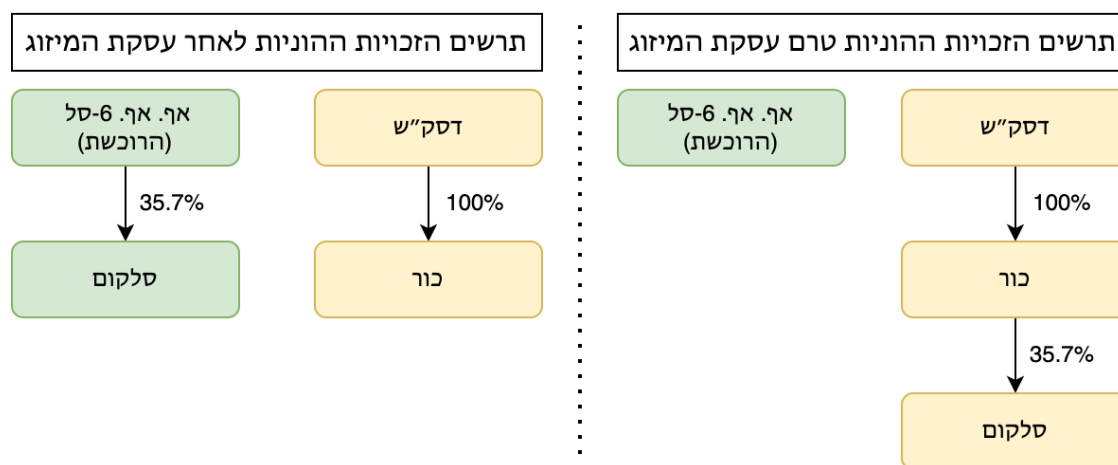 תרשים הזכויות ההוניות טרם עסקת המיזוג
דסק״ש
אף. אף. 6-סל
(הרוכשת)
100%
כור
35.7%
סלקום
תרשים הזכויות ההוניות לאחר עסקת המיזוג
דסק״ש
אף. אף. 6-סל
(הרוכשת)
100%
35.7%
כור
סלקום